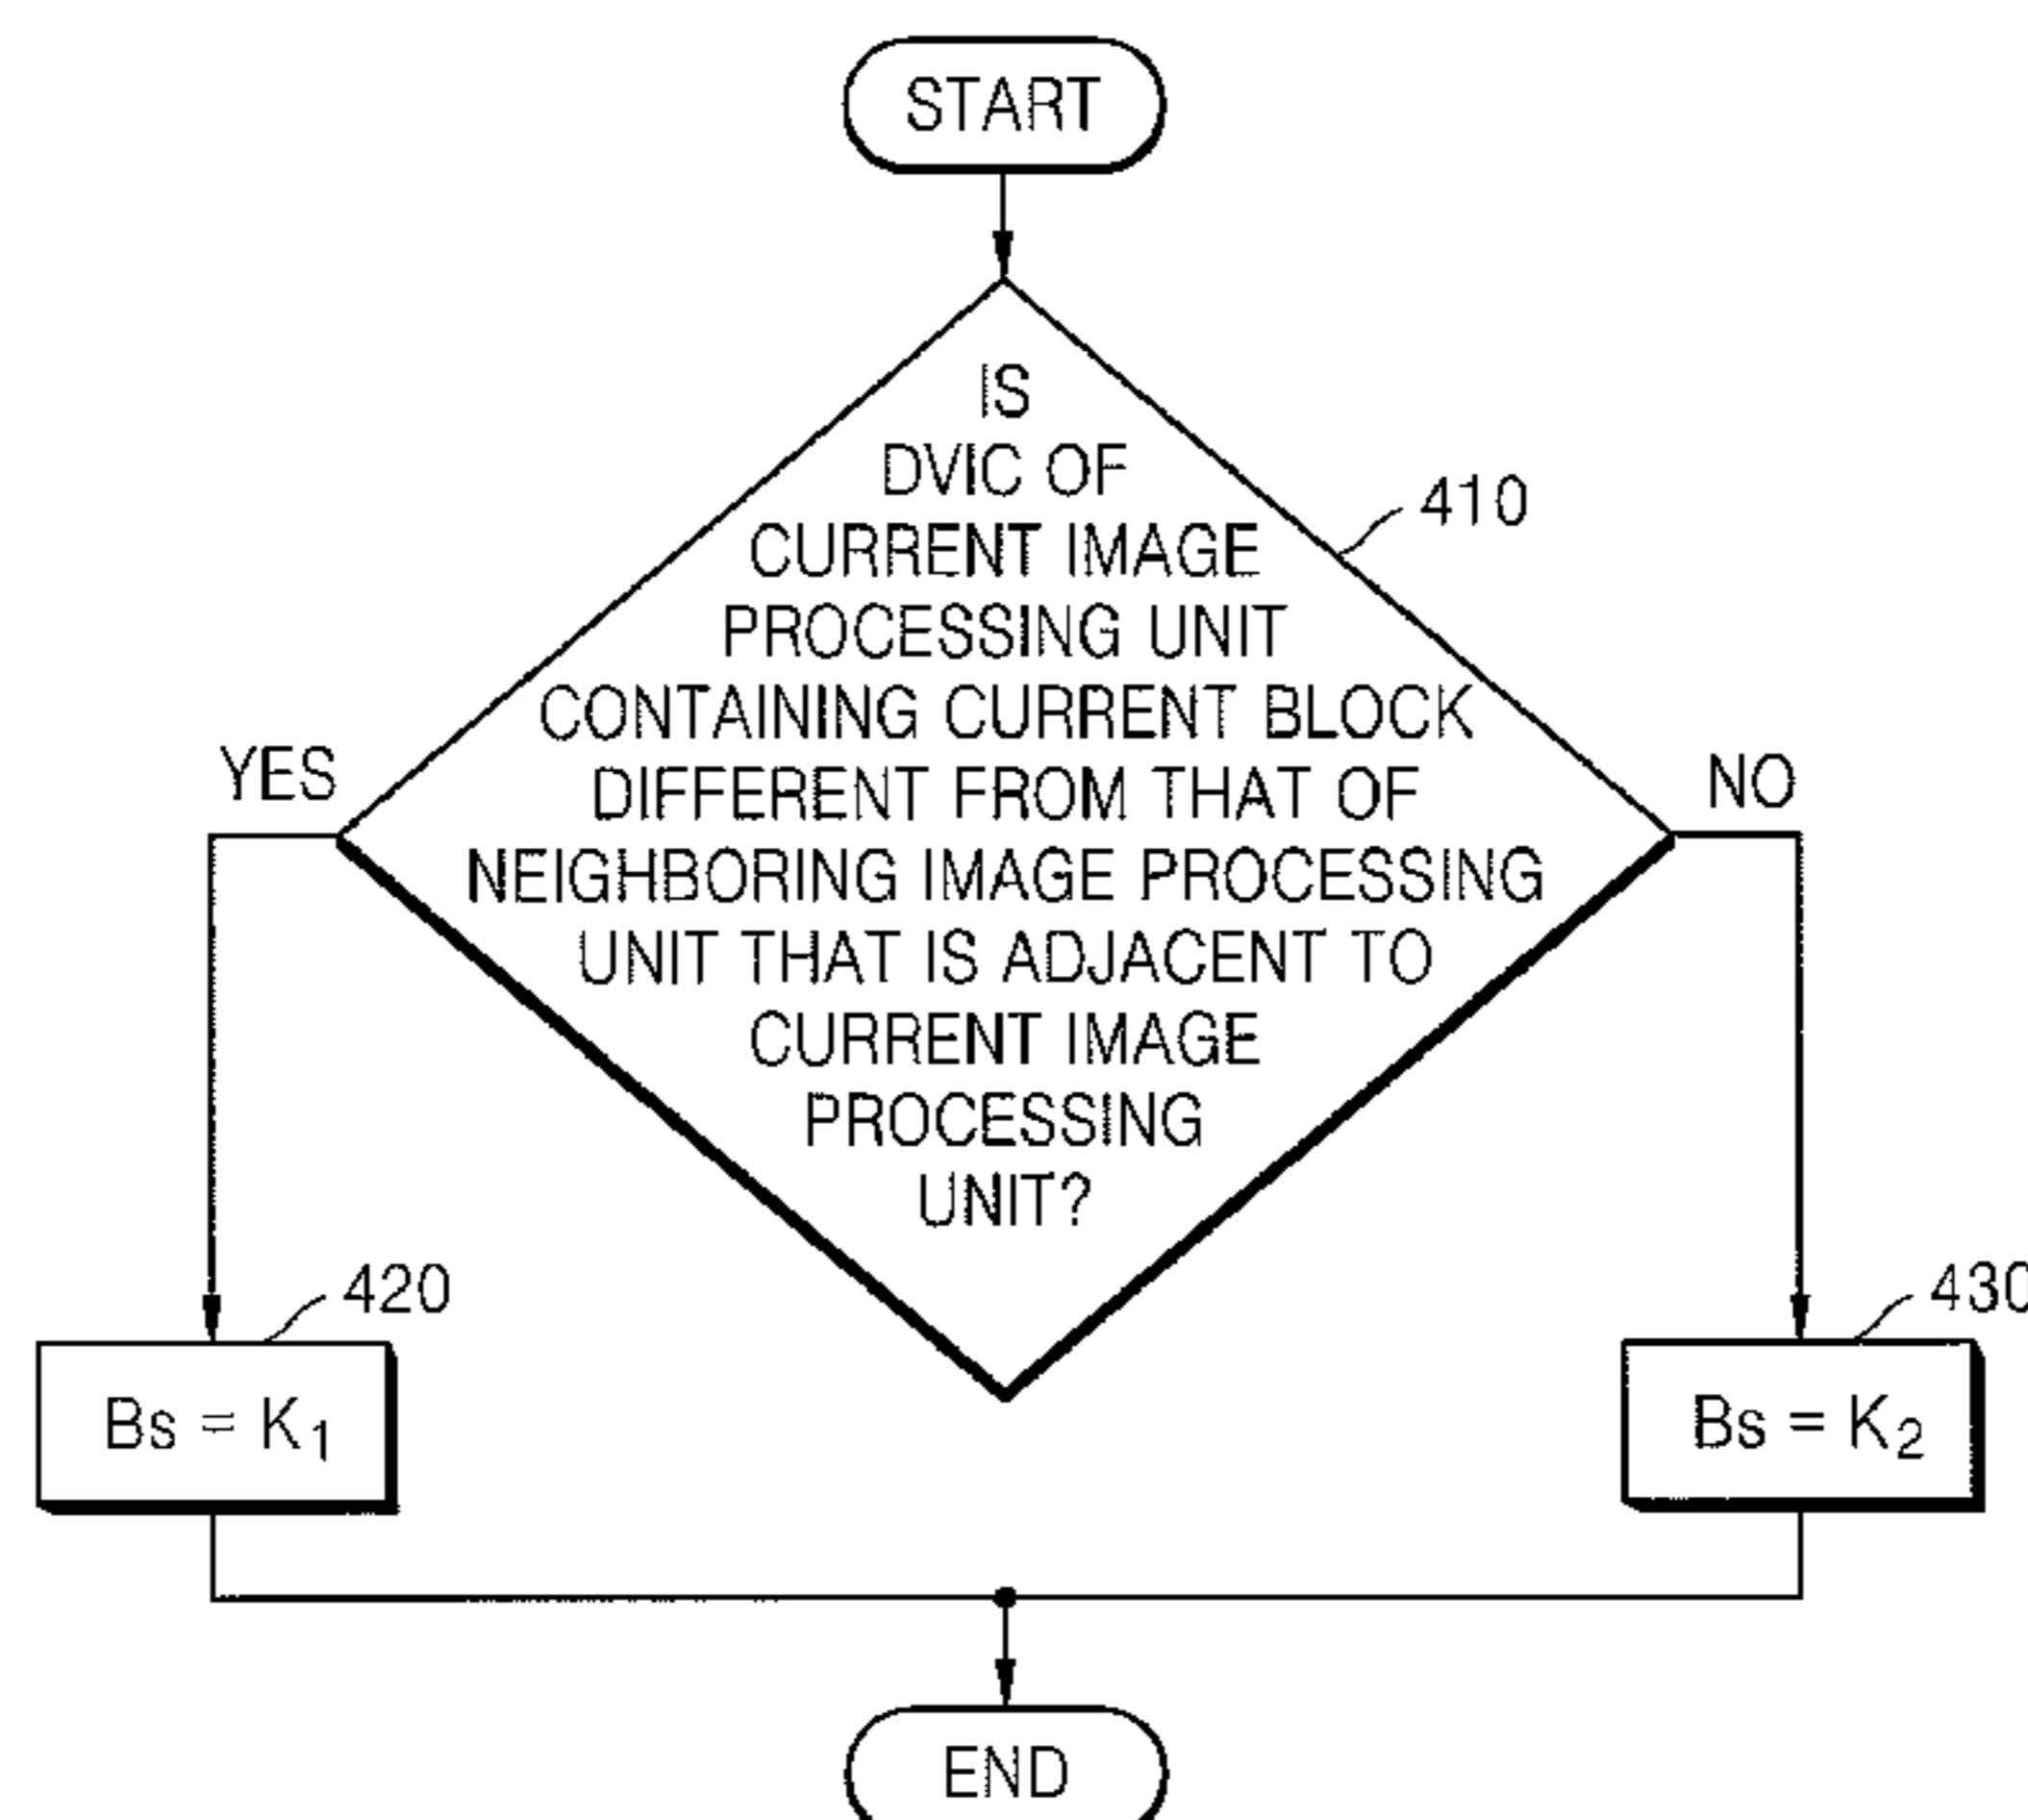 START
IS
DVIC OF
CURRENT IMAGE
PROCESSING UNIT
CONTAINING CURRENT BLOCK
DIFFERENT FROM THAT OF
NEIGHBORING IMAGE PROCESSING
UNIT THAT IS ADJACENT TO
CURRENT IMAGE
PROCESSING
UNIT?
410
YES
NO
420
Bs = K₁
430
Bs = K₂
END